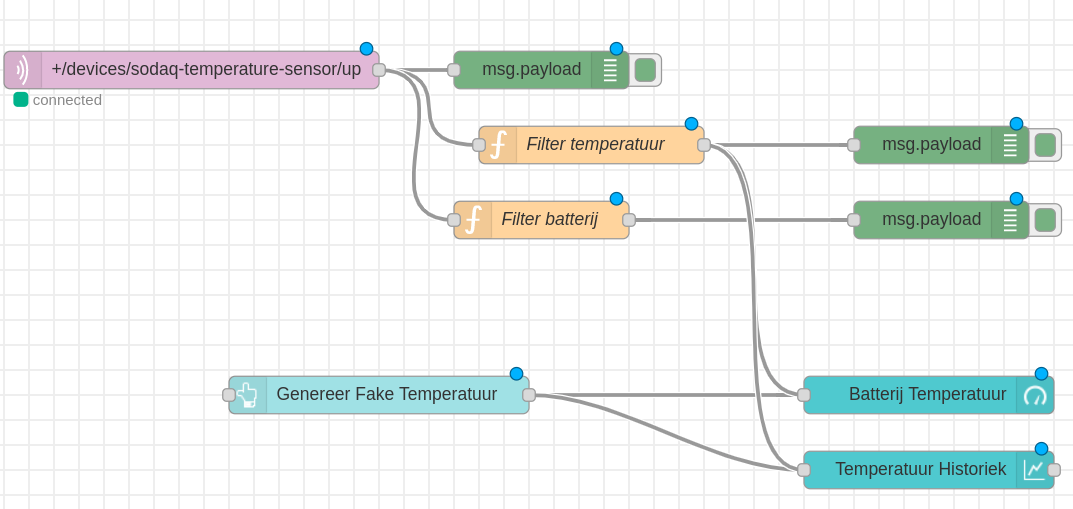 +/devices/sodaq-temperature-sensor/up
msg.payload
connected
Filter temperatuur
msg.payload
Filter batterij
msg.payload
Genereer Fake Temperatuur
Batterij Temperatuur
Temperatuur Historiek